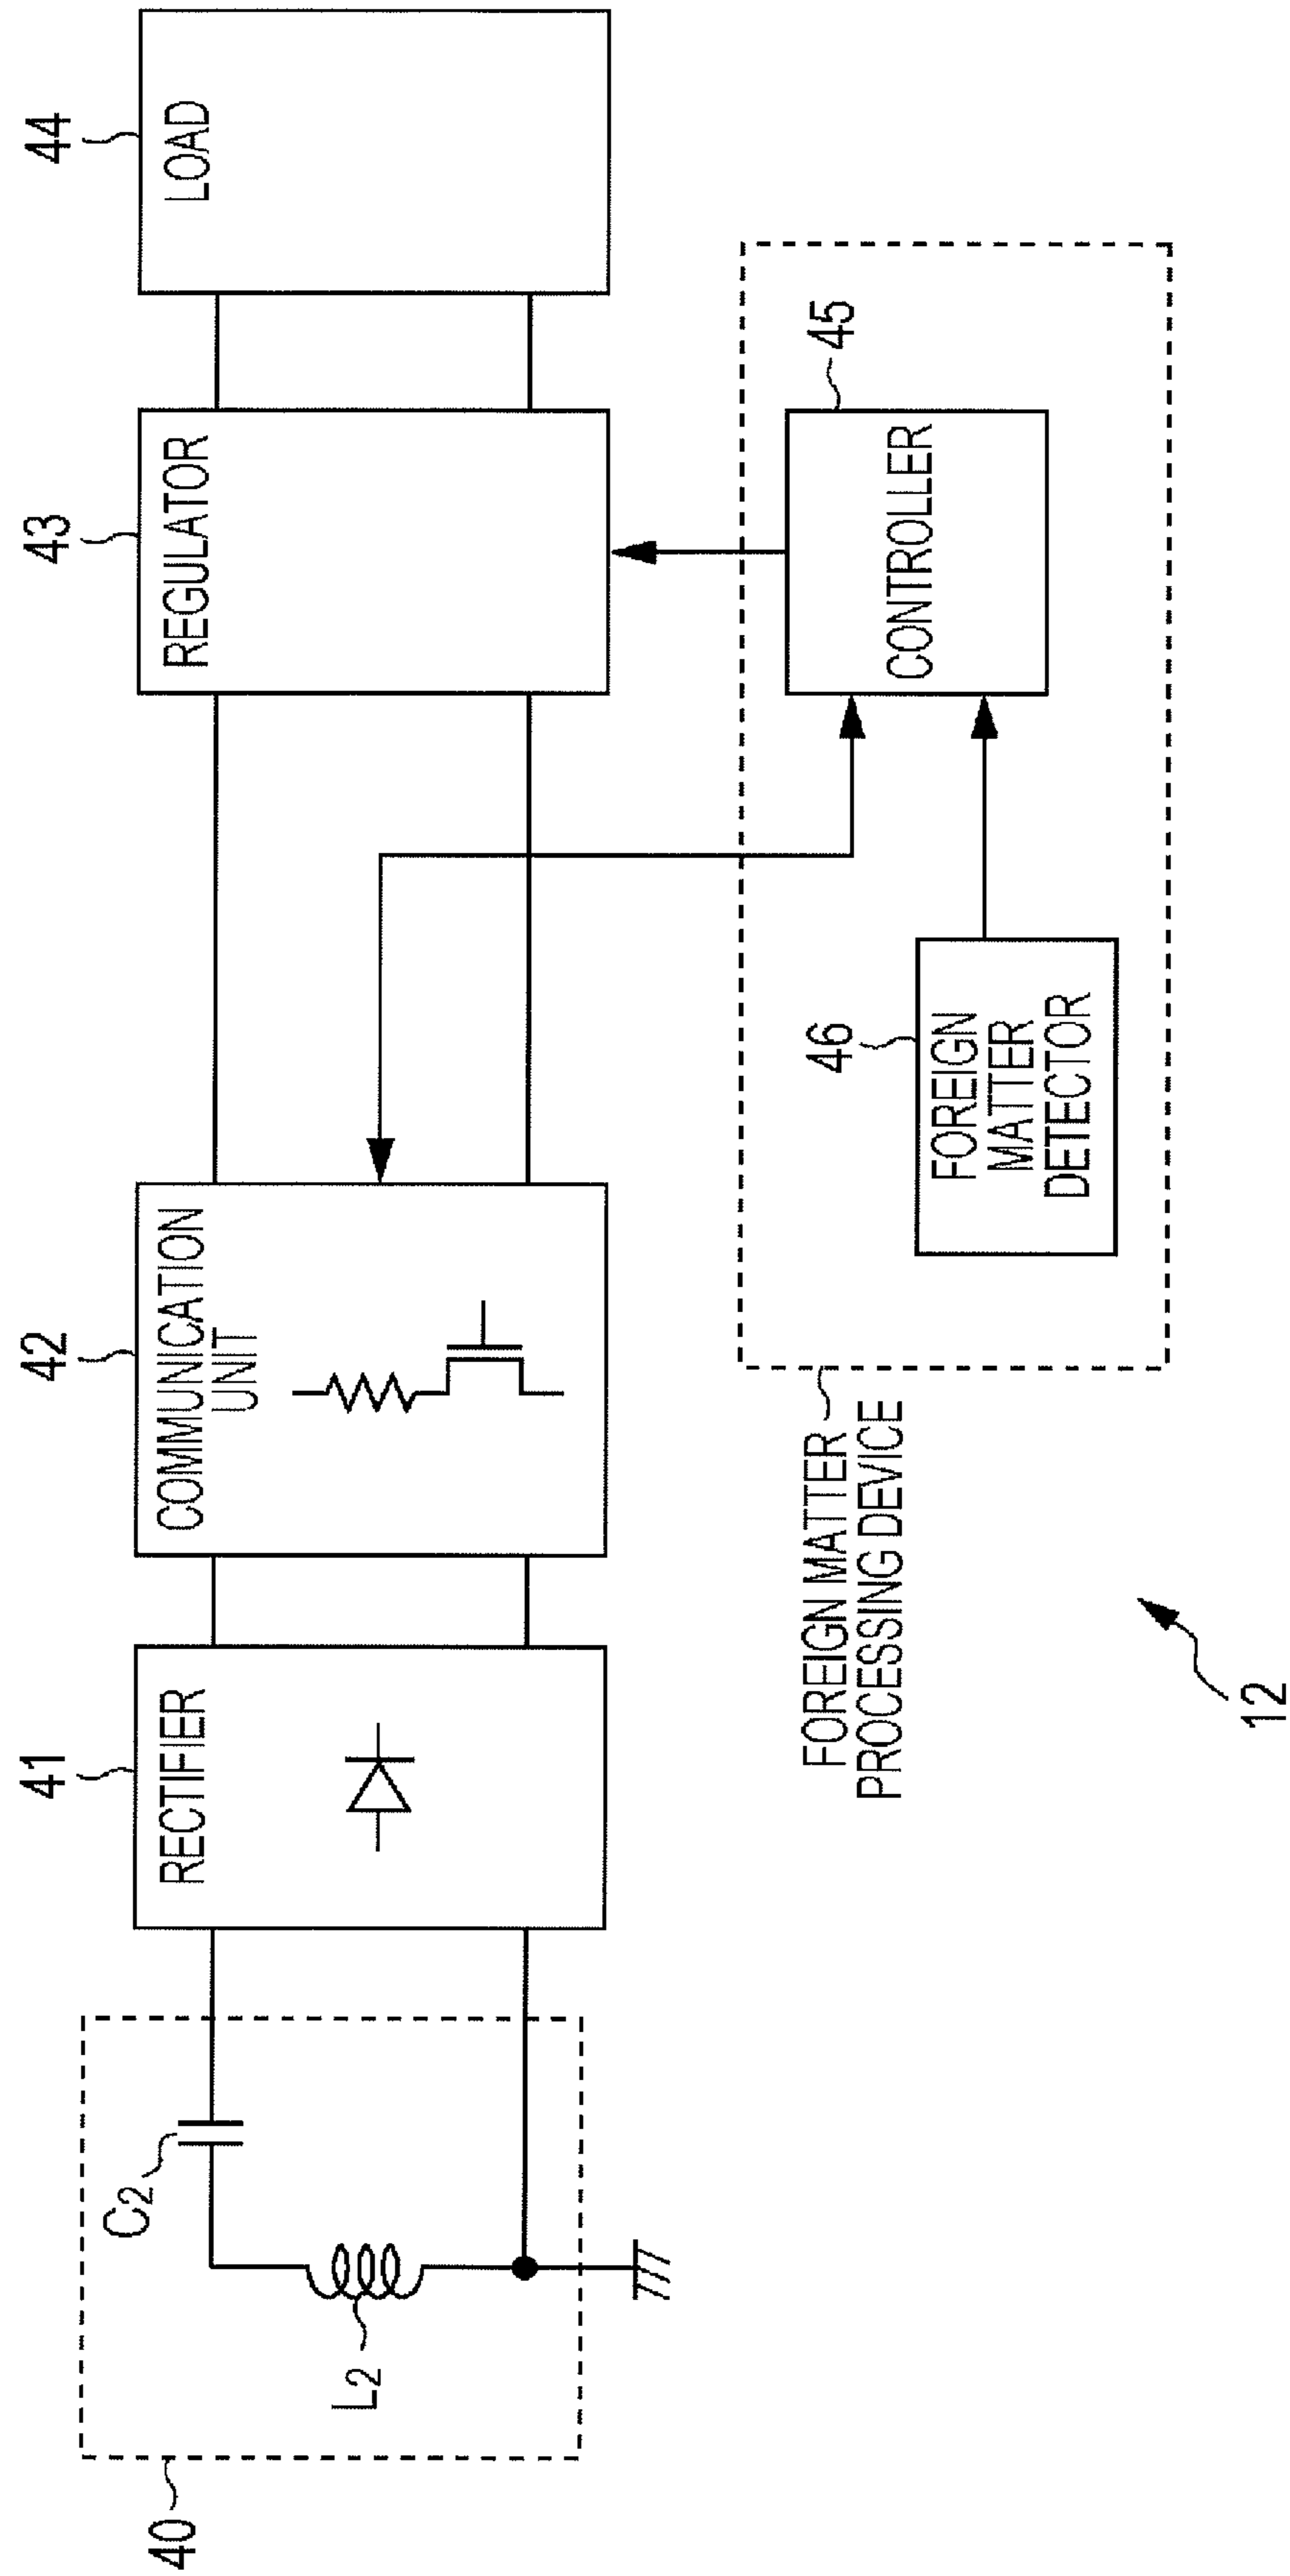 40
C2
L2
41
RECTIFIER
42
COMMUNICATION
UNIT
43
REGULATOR
44
LOAD
FOREIGN MATTER
PROCESSING DEVICE
46
FOREIGN
MATTER
DETECTOR
45
CONTROLLER
12